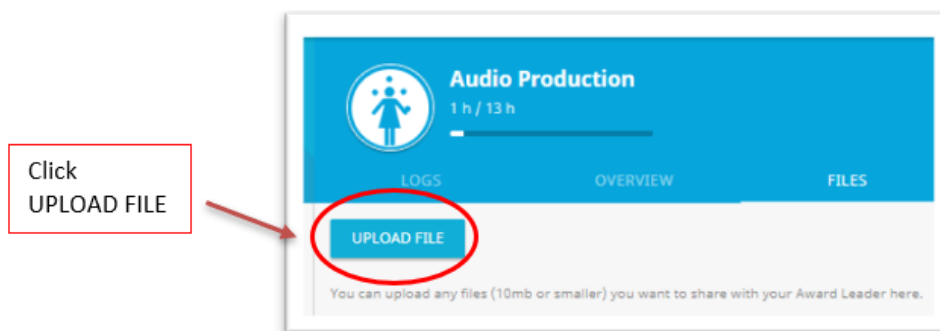 Audio Production
1 h / 13 h
LOGS OVERVIEW FILES
Click
UPLOAD FILE
UPLOAD FILE
You can upload any files (10mb or smaller) you want to share with your Award Leader here.